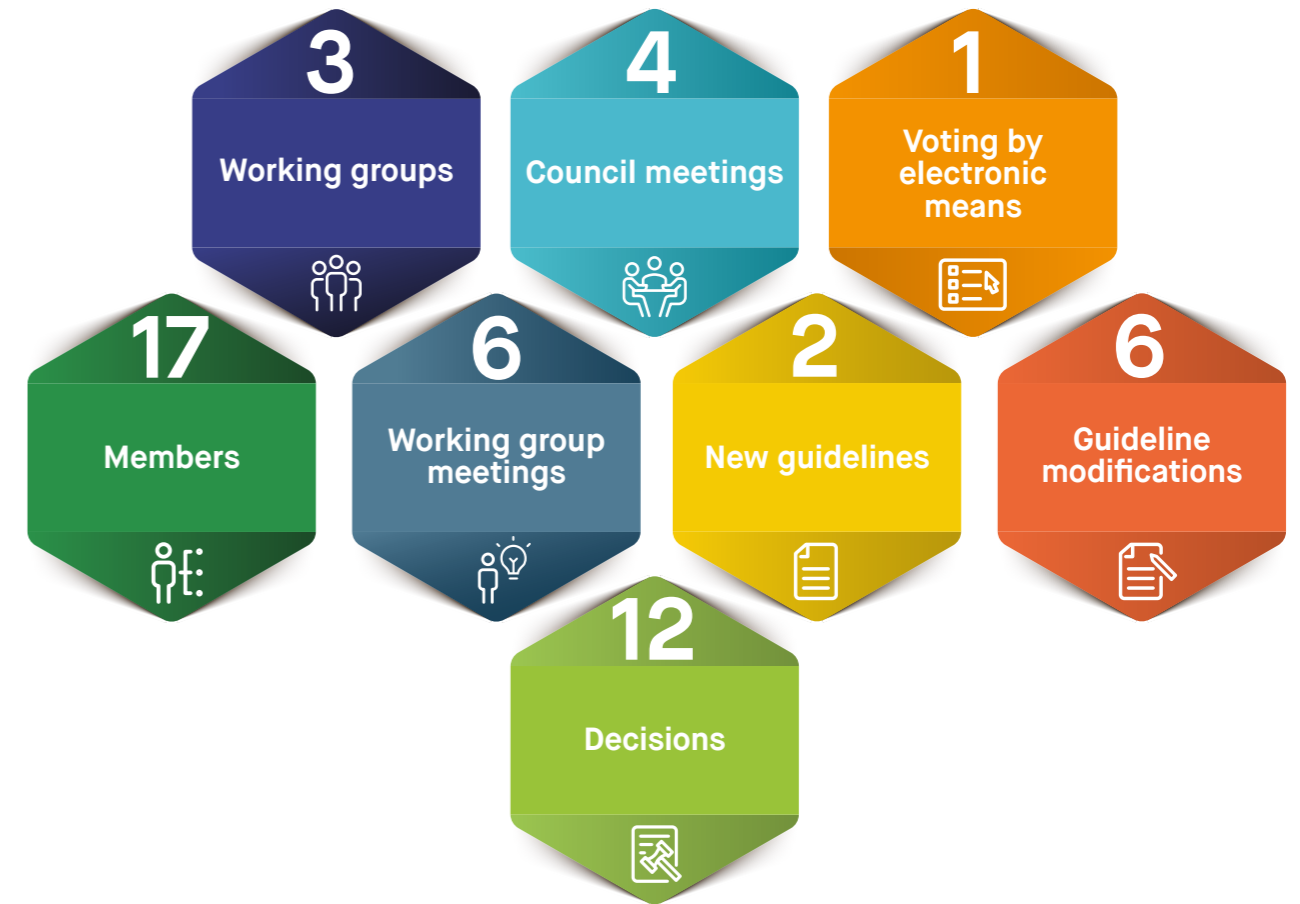 3
Working groups
4
Council meetings
1
Voting by
electronic
means
17
Members
6
Working group
meetings
2
New guidelines
6
Guideline
modifications
12
Decisions